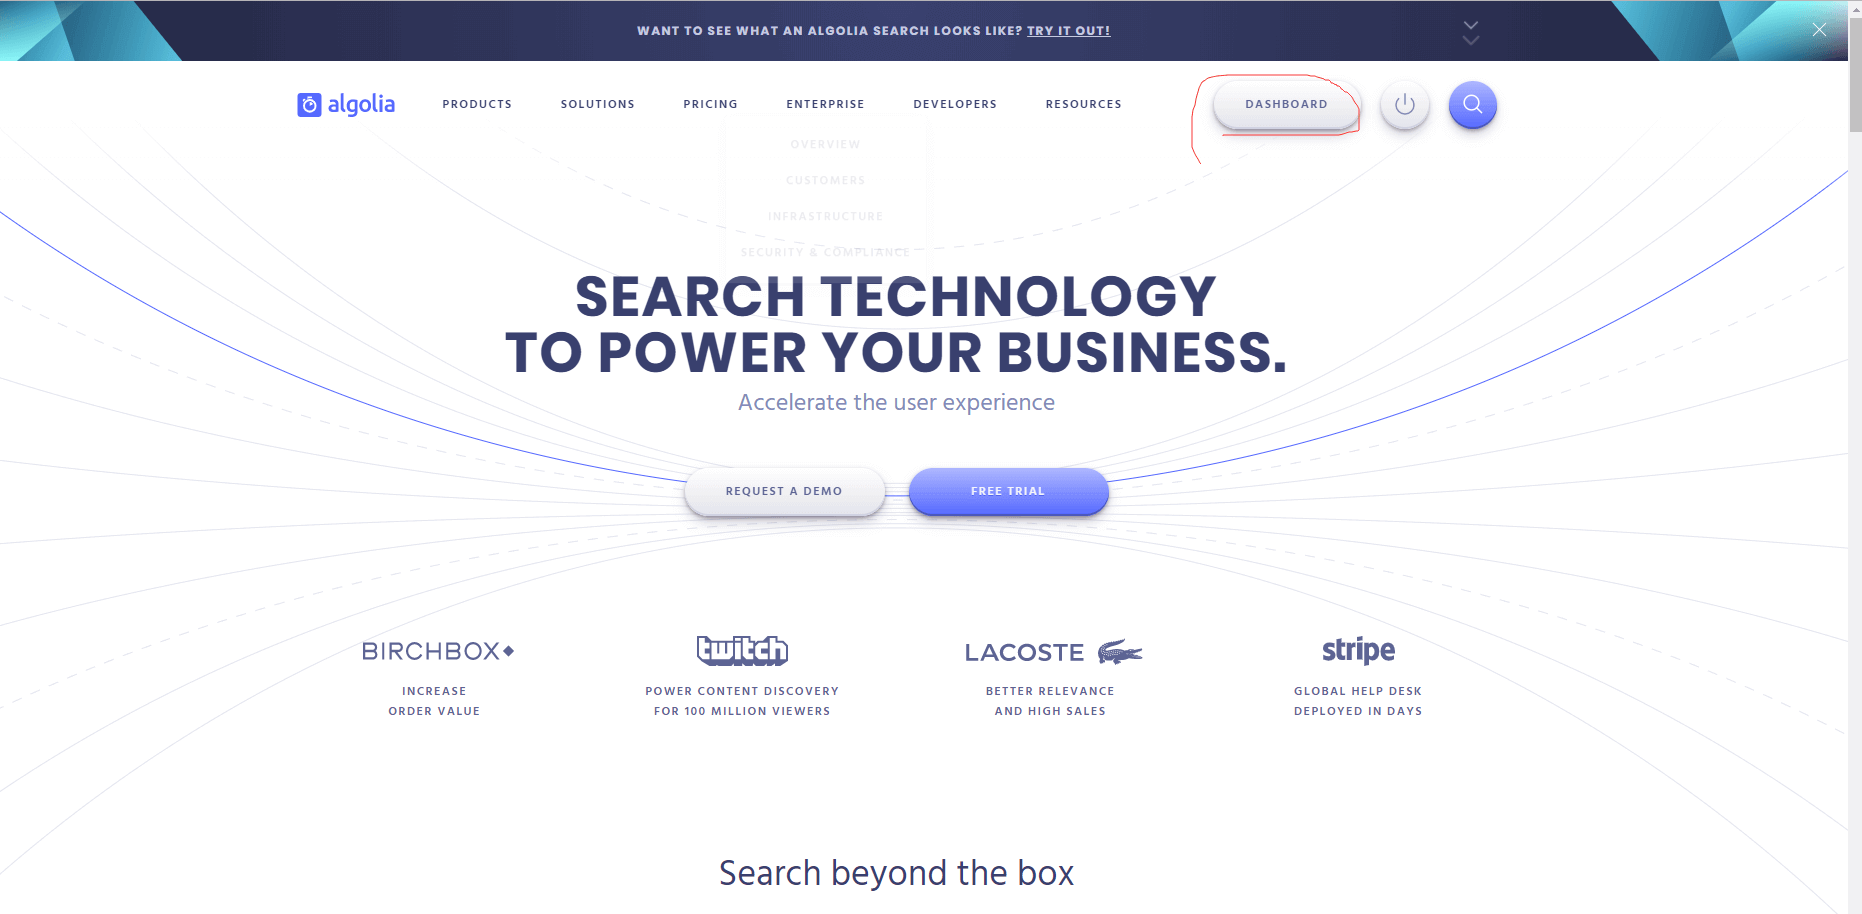 WANT TO SEE WHAT AN ALGOLIA SEARCH LOOKS LIKE? TRY IT OUT!
algolia PRODUCTS SOLUTIONS PRICING ENTERPRISE DEVELOPERS RESOURCES DASHBOARD
OVERVIEW
CUSTOMERS
INFRASTRUCTURE
SECURITY & COMPLIANCE
SEARCH TECHNOLOGY
TO POWER YOUR BUSINESS.
Accelerate the user experience
REQUEST A DEMO FREE TRIAL
BIRCHBOX
INCREASE
ORDER VALUE
twitch
POWER CONTENT DISCOVERY
FOR 100 MILLION VIEWERS
LACOSTE
BETTER RELEVANCE
AND HIGH SALES
stripe
GLOBAL HELP DESK
DEPLOYED IN DAYS
Search beyond the box